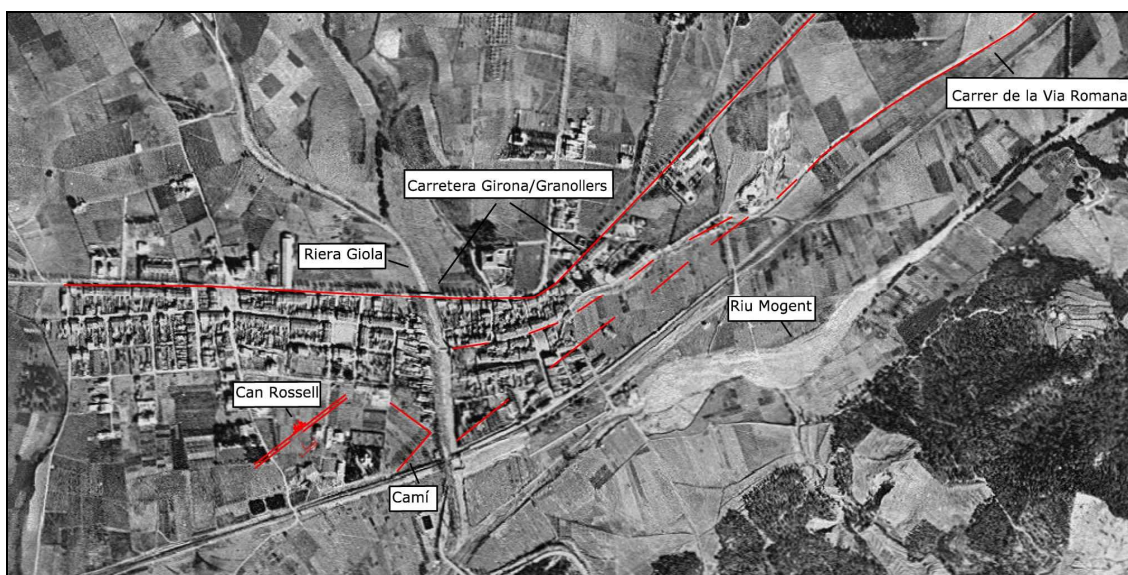 Carrer de la Via Romana
Carretera Girona/Granollers
Riera Giola
Riu Mogent
Can Rossell
Camí